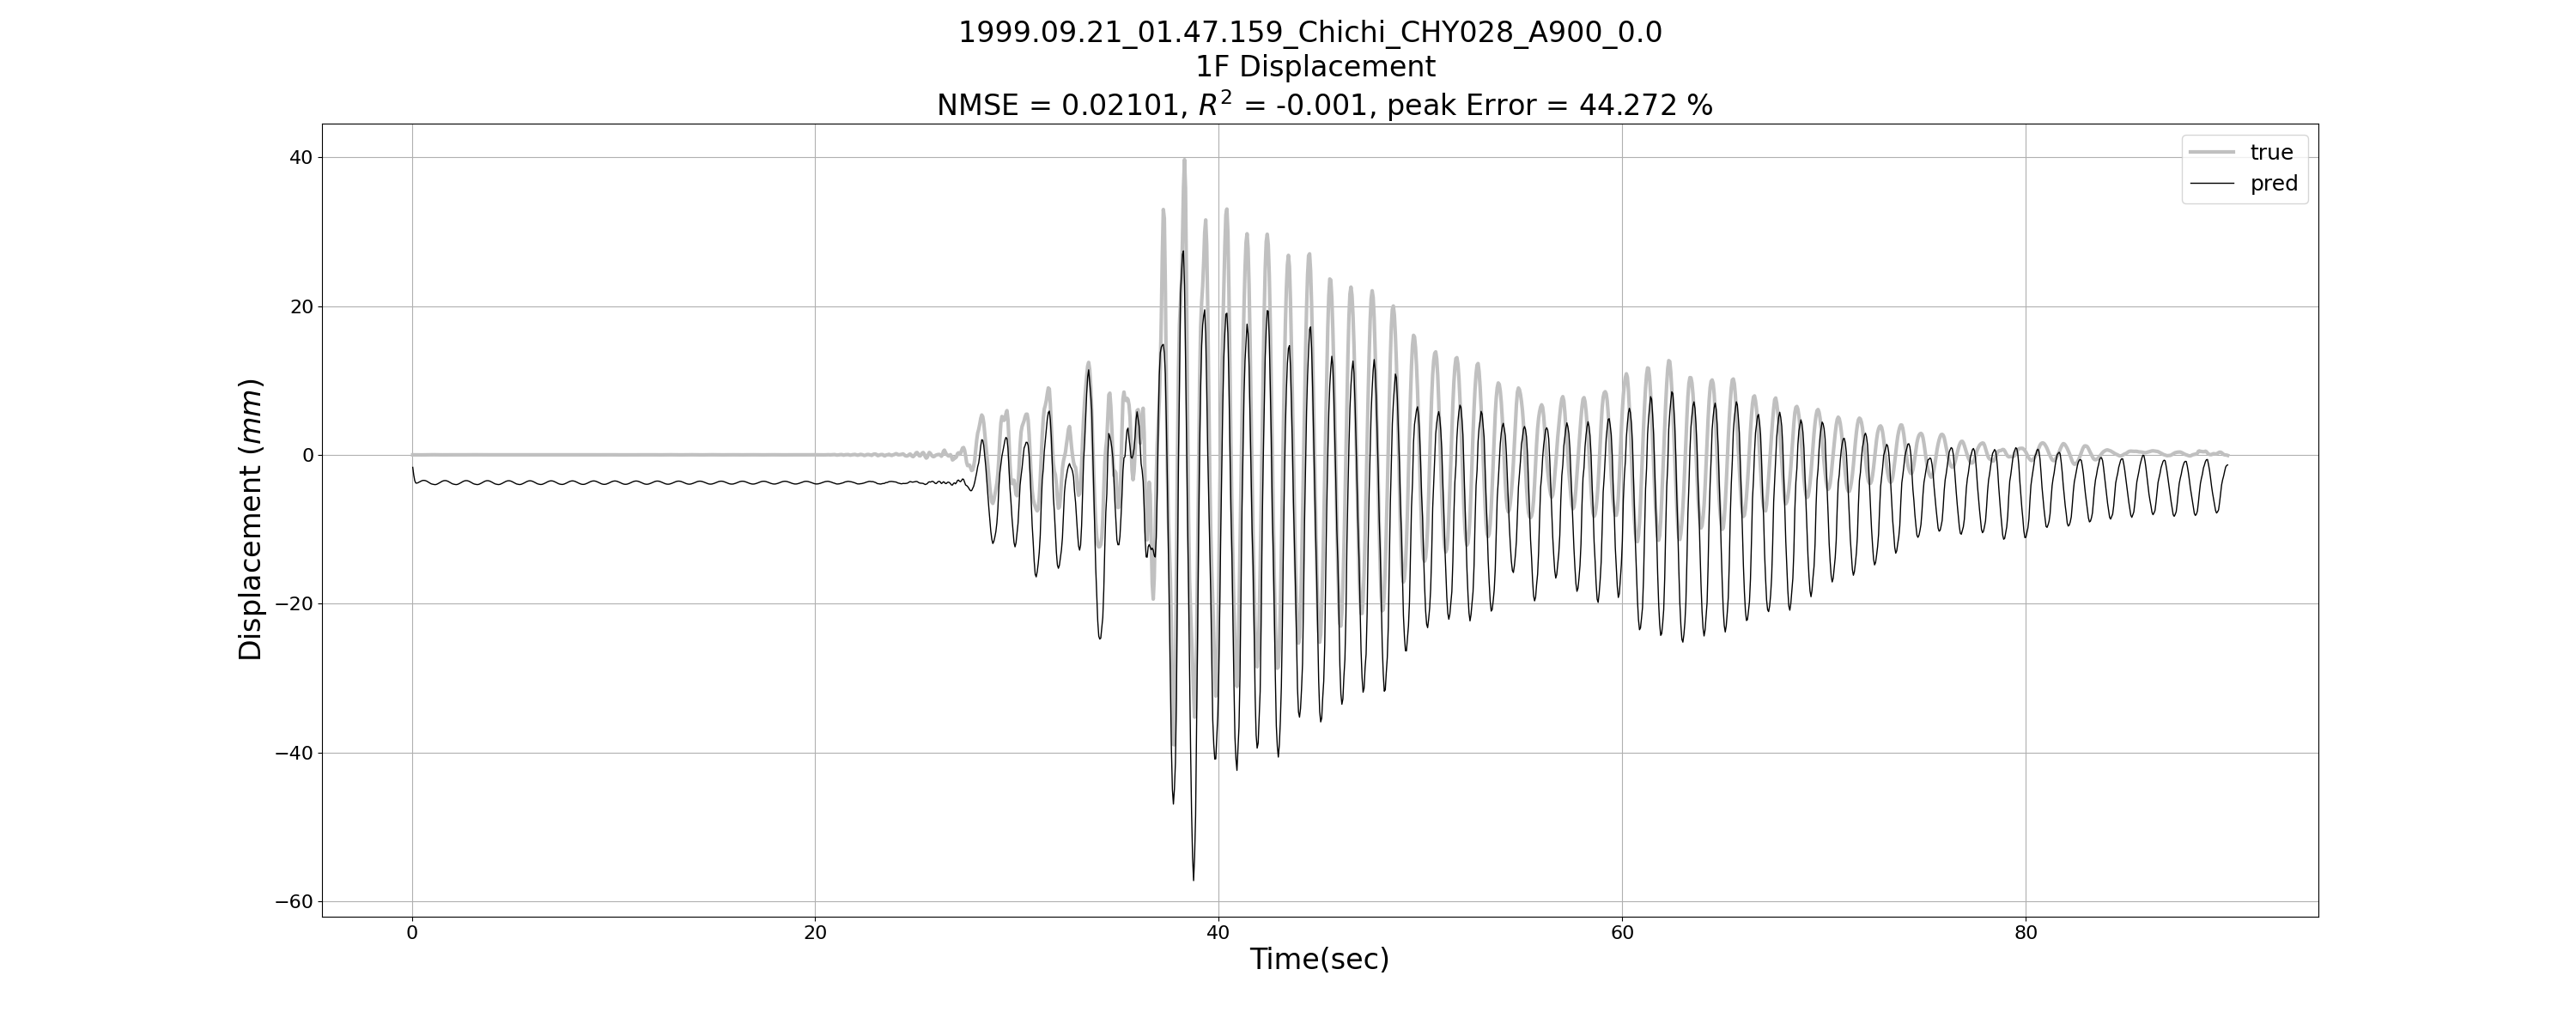 1999.09.21_01.47.159_Chichi_CHY028_A900_0.0
1F Displacement
NMSE = 0.02101, R² = -0.001, peak Error = 44.272 %
true
pred
40
20
0
−20
−40
−60
Displacement (mm)
0 20 40 60 80
Time(sec)